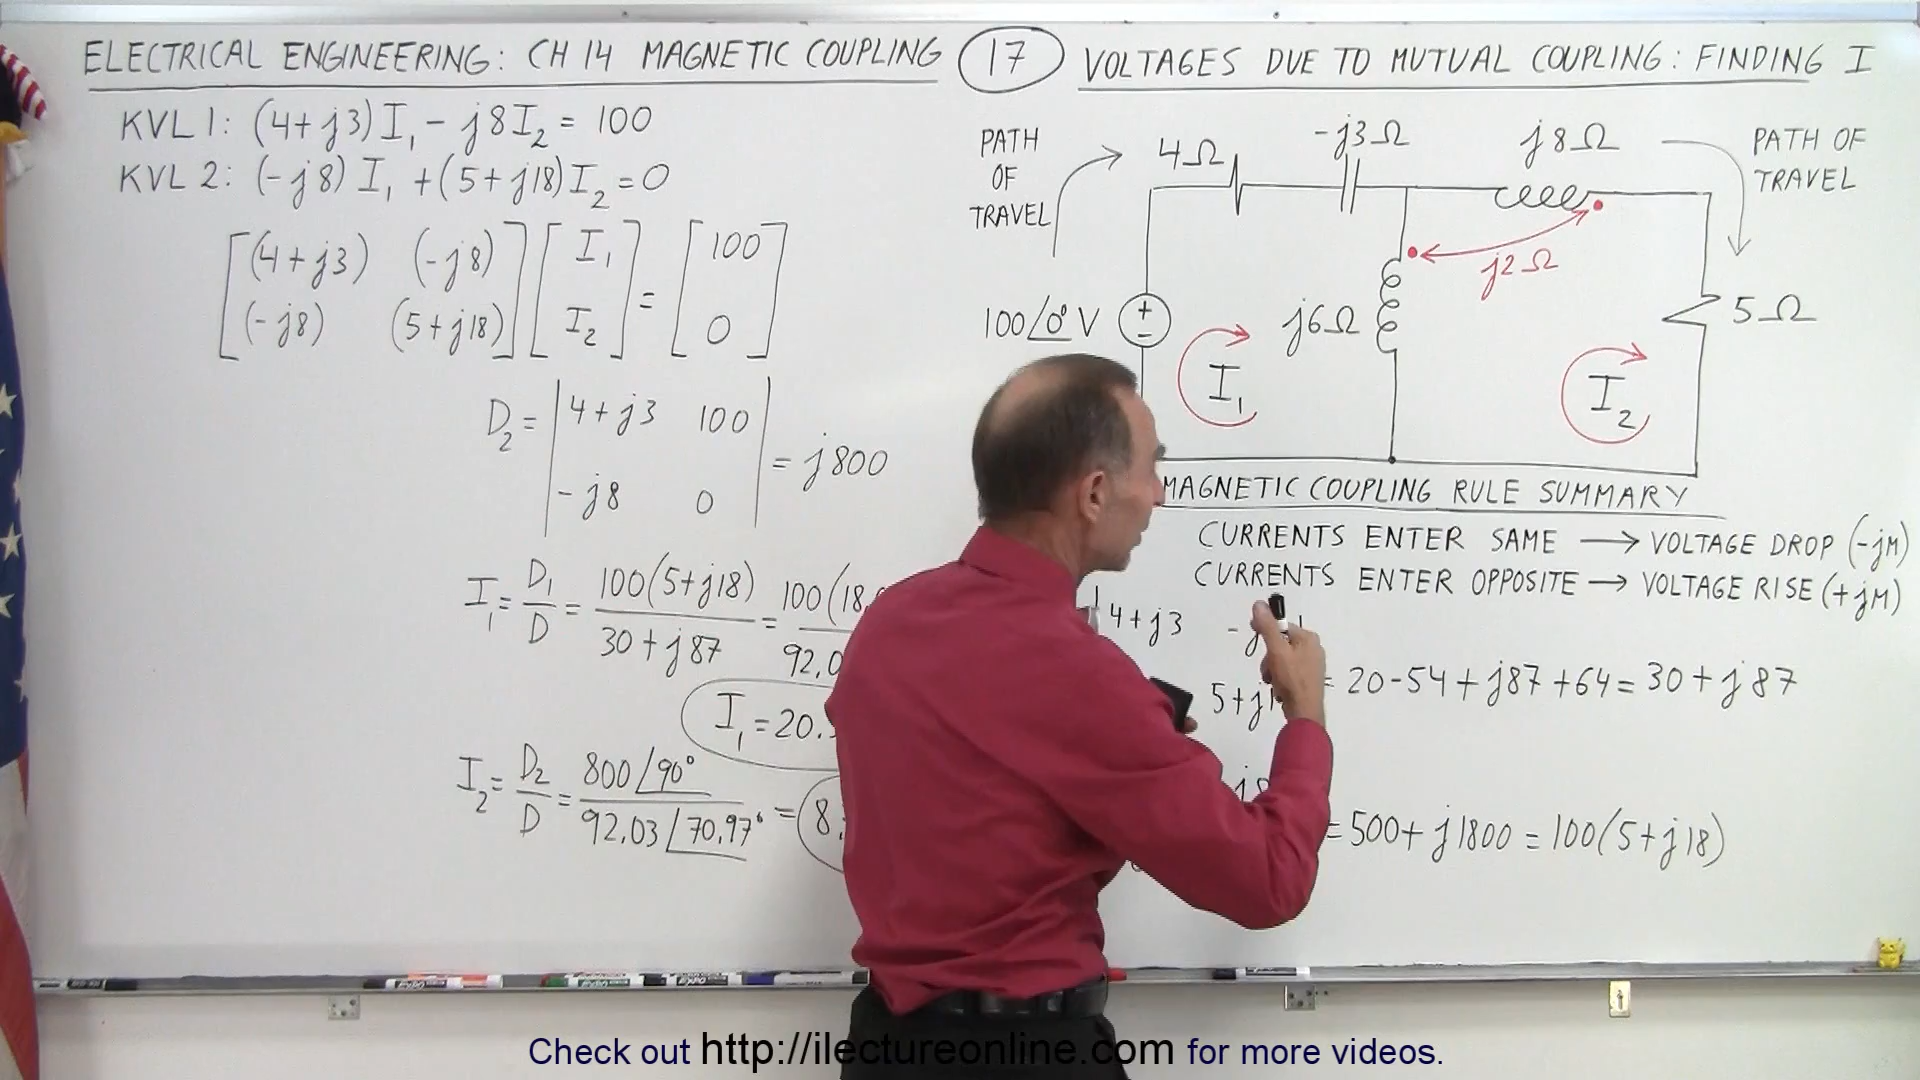 ELECTRICAL ENGINEERING: CH 14 MAGNETIC COUPLING 17 VOLTAGES DUE TO MUTUAL COUPLING: FINDING I
KVL 1: (4+j3)I₁ - j8I₂ = 100
KVL 2: (-j8)I₁ + (5+j18)I₂ = 0
[(4+j3) (-j8)] [I₁] = [100]
[(-j8) (5+j18)] [I₂] [0]
D₂ = |4+j3 100| = j800
|-j8 0|
I₁ = D₁/D = 100(5+j18)/30+j87 = 100(18.
92.0
I₁ = 20.
I₂ = D₂/D = 800/90°/92.03/70.97° = 8.
PATH OF TRAVEL
4Ω
-j3Ω
j8Ω
PATH OF TRAVEL
j2Ω
100/0° V
+
-
j6Ω
5Ω
I₁
I₂
MAGNETIC COUPLING RULE SUMMARY
CURRENTS ENTER SAME → VOLTAGE DROP (-jM)
CURRENTS ENTER OPPOSITE → VOLTAGE RISE (+jM)
4+j3
= 20-54+j87+64 = 30+j87
= 500+j1800 = 100(5+j18)
Check out http://ilectureonline.com for more videos.